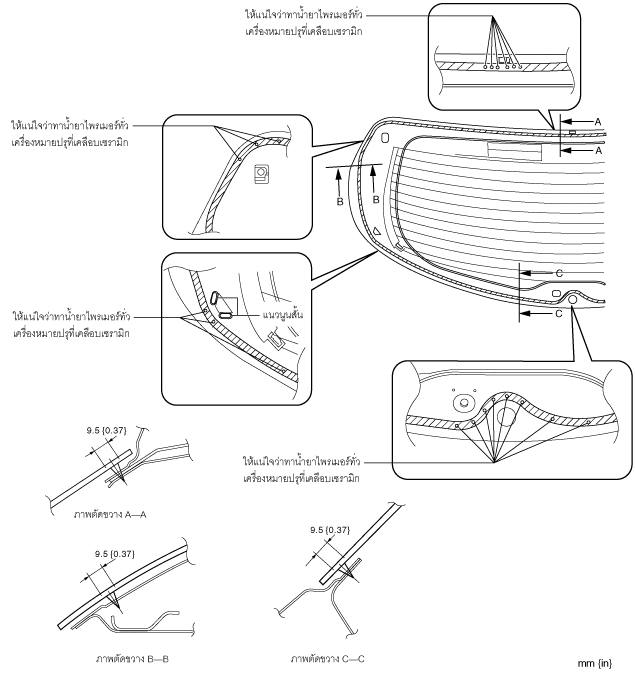 ให้แน่ใจว่าทาน้ำยาไพรเมอร์ทั่ว
เครื่องหมายปรุที่เคลือบเซรามิก
A
A
ให้แน่ใจว่าทาน้ำยาไพรเมอร์ทั่ว
เครื่องหมายปรุที่เคลือบเซรามิก
B
B
C
C
ให้แน่ใจว่าทาน้ำยาไพรเมอร์ทั่ว
เครื่องหมายปรุที่เคลือบเซรามิก
แนวนูนสั้น
ให้แน่ใจว่าทาน้ำยาไพรเมอร์ทั่ว
เครื่องหมายปรุที่เคลือบเซรามิก
9.5 {0.37}
ภาพตัดขวาง A—A
9.5 {0.37}
ภาพตัดขวาง B—B
9.5 {0.37}
ภาพตัดขวาง C—C
mm {in}